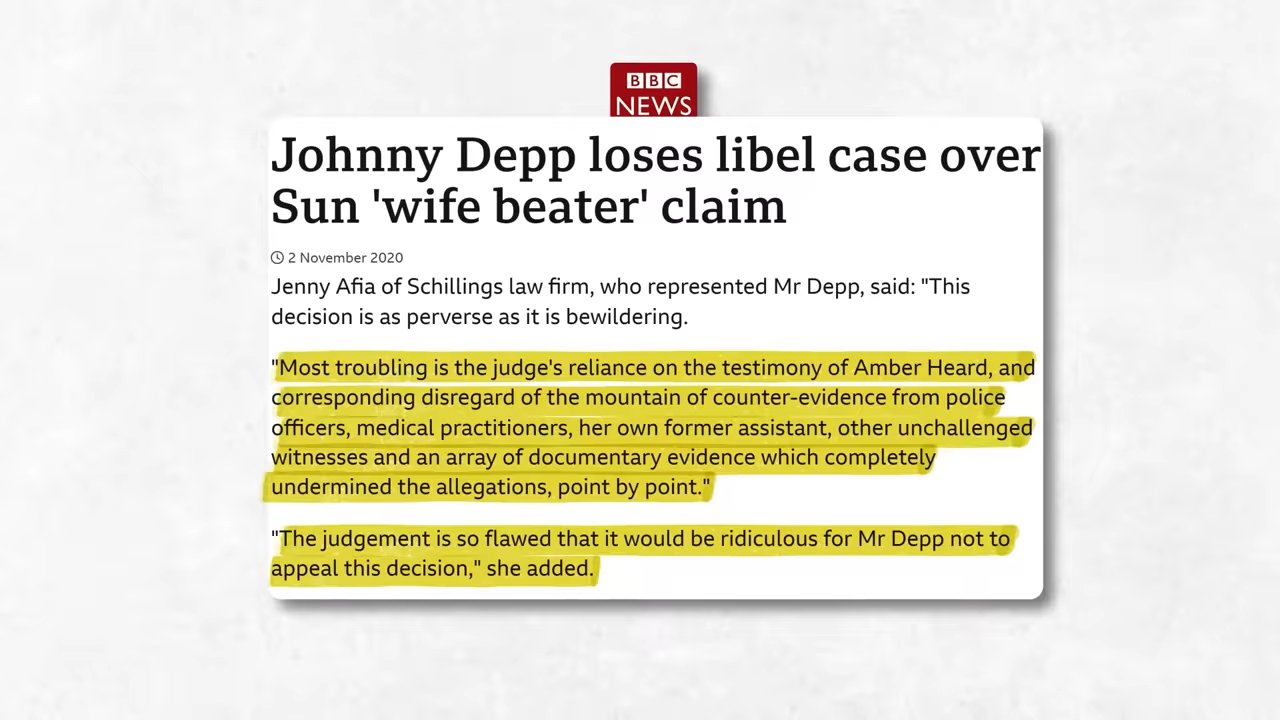 BBC
NEWS
Johnny Depp loses libel case over
Sun 'wife beater' claim
2 November 2020
Jenny Afia of Schillings law firm, who represented Mr Depp, said: "This
decision is as perverse as it is bewildering.
"Most troubling is the judge's reliance on the testimony of Amber Heard, and
corresponding disregard of the mountain of counter-evidence from police
officers, medical practitioners, her own former assistant, other unchallenged
witnesses and an array of documentary evidence which completely
undermined the allegations, point by point."
"The judgement is so flawed that it would be ridiculous for Mr Depp not to
appeal this decision," she added.